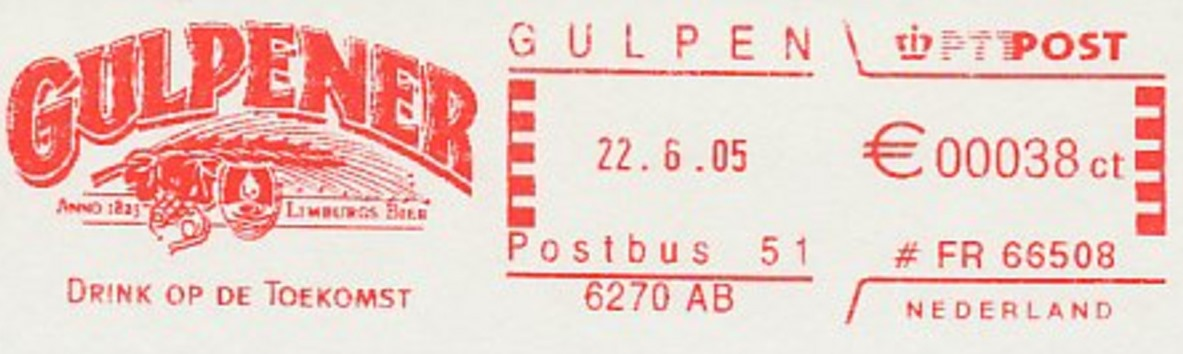 GULPENER
ANNO 1825 LIMBURGS BIER
DRINK OP DE TOEKOMST
GULPEN
22.6.05
Postbus 51
6270 AB
PTT POST
€ 00038 ct
# FR 66508
NEDERLAND